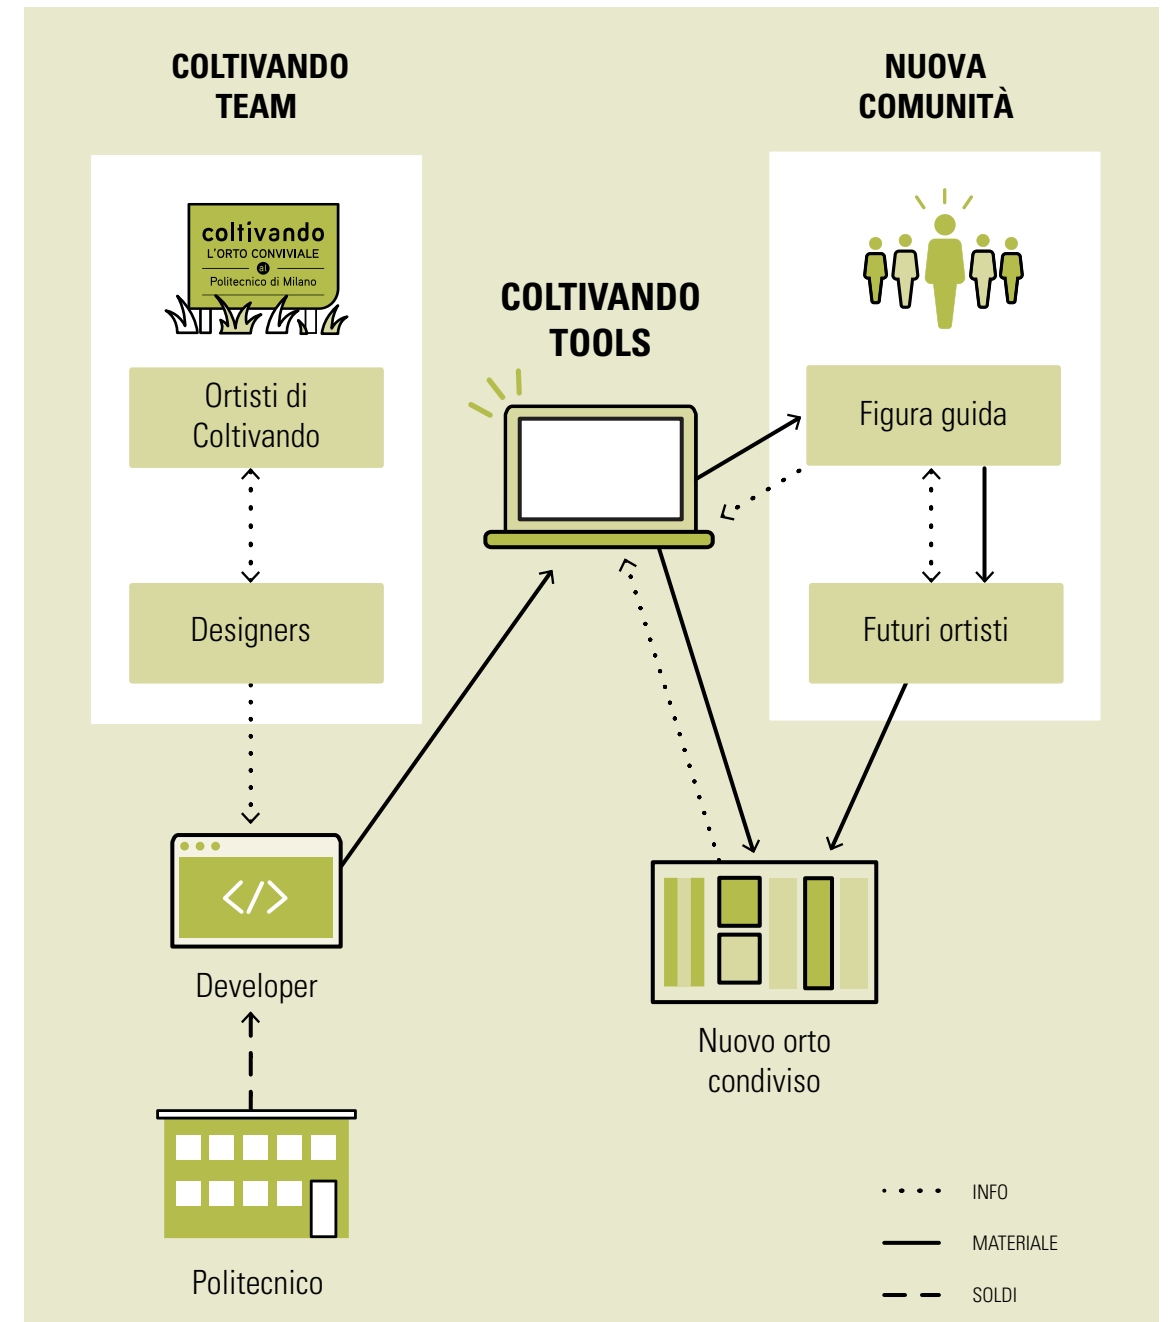 COLTIVANDO
TEAM
NUOVA
COMUNITÀ
coltivando
L'ORTO CONVIVIALE
al
Politecnico di Milano
COLTIVANDO
TOOLS
Ortisti di
Coltivando
Figura guida
Designers
Futuri ortisti
</>
Developer
Nuovo orto
condiviso
Politecnico
INFO
MATERIALE
SOLDI